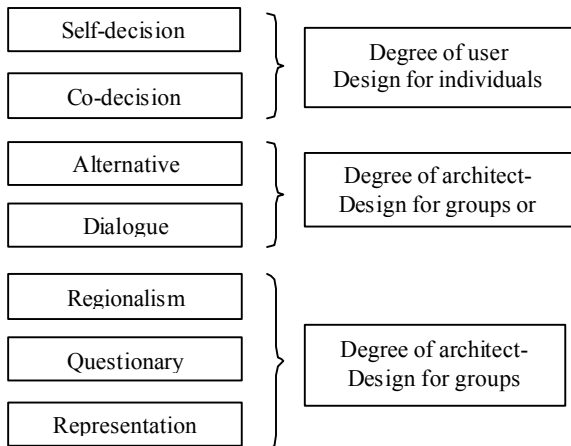 Self-decision
Co-decision
Degree of user
Design for individuals
Alternative
Dialogue
Degree of architect-
Design for groups or
Regionalism
Questionary
Representation
Degree of architect-
Design for groups